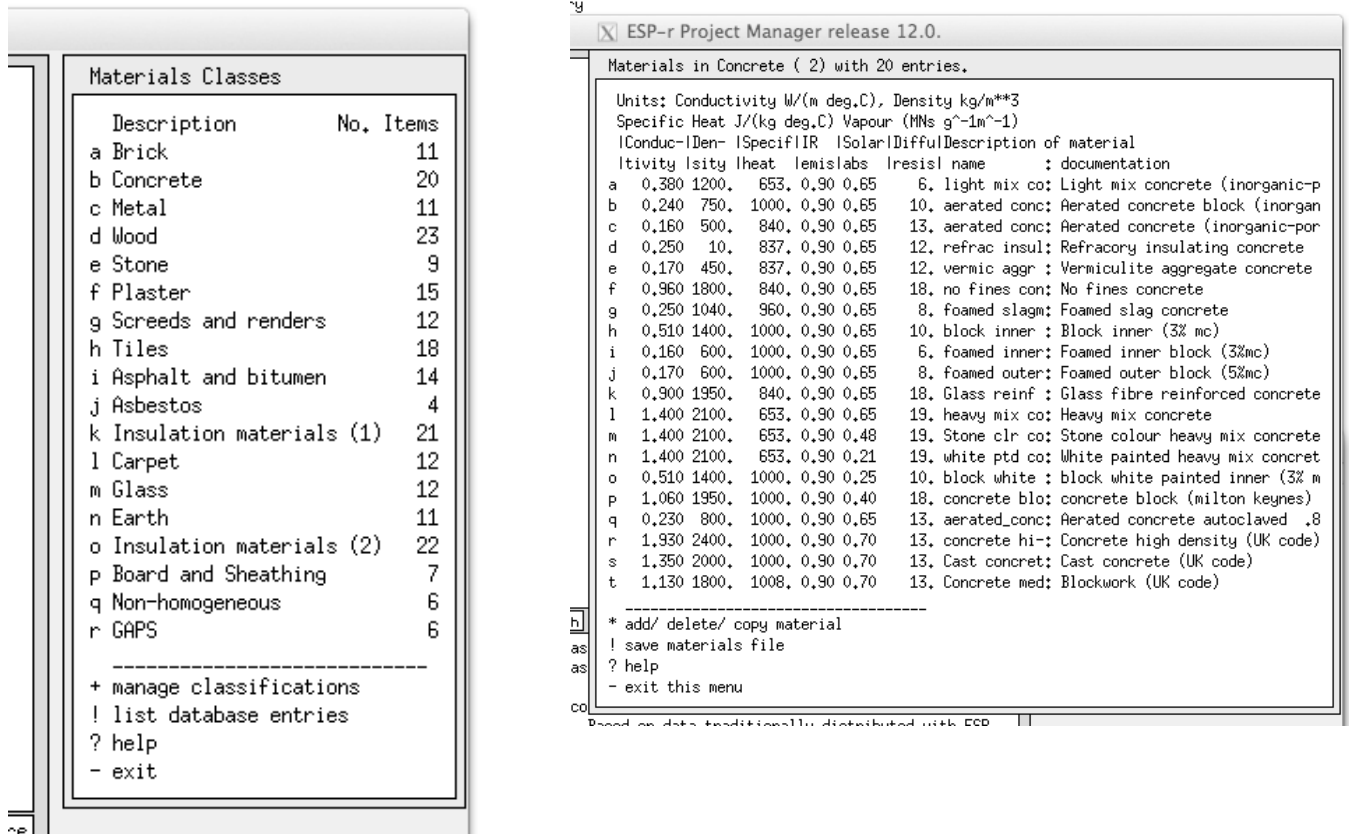 Materials Classes
Description No. Items
a Brick 11
b Concrete 20
c Metal 11
d Wood 23
e Stone 9
f Plaster 15
g Screeds and renders 12
h Tiles 18
i Asphalt and bitumen 14
j Asbestos 4
k Insulation materials (1) 21
l Carpet 12
m Glass 12
n Earth 11
o Insulation materials (2) 22
p Board and Sheathing 7
q Non-homogeneous 6
r GAPS 6
----------------------------
+ manage classifications
! list database entries
? help
- exit
ESP-r Project Manager release 12.0.
Materials in Concrete ( 2) with 20 entries.
Units: Conductivity W/(m deg.C), Density kg/m**3
Specific Heat J/(kg deg.C) Vapour (MNs g^-1m^-1)
|Conduc-|Den- |Specif|IR |Solar|Diffu|Description of material
|tivity |sity |heat |emis|abs |resis| name : documentation
a 0.380 1200. 653. 0.90 0.65 6. light mix co: Light mix concrete (inorganic-p
b 0.240 750. 1000. 0.90 0.65 10. aerated conc: Aerated concrete block (inorgan
c 0.160 500. 840. 0.90 0.65 13. aerated conc: Aerated concrete (inorganic-por
d 0.250 10. 837. 0.90 0.65 12. refrac insul: Refracory insulating concrete
e 0.170 450. 837. 0.90 0.65 12. vermic aggr : Vermiculite aggregate concrete
f 0.960 1800. 840. 0.90 0.65 18. no fines con: No fines concrete
g 0.250 1040. 960. 0.90 0.65 8. foamed slagm: Foamed slag concrete
h 0.510 1400. 1000. 0.90 0.65 10. block inner : Block inner (3% mc)
i 0.160 600. 1000. 0.90 0.65 6. foamed inner: Foamed inner block (3%mc)
j 0.170 600. 1000. 0.90 0.65 8. foamed outer: Foamed outer block (5%mc)
k 0.900 1950. 840. 0.90 0.65 18. Glass reinf : Glass fibre reinforced concrete
l 1.400 2100. 653. 0.90 0.65 19. heavy mix co: Heavy mix concrete
m 1.400 2100. 653. 0.90 0.48 19. Stone clr co: Stone colour heavy mix concrete
n 1.400 2100. 653. 0.90 0.21 19. white ptd co: White painted heavy mix concret
o 0.510 1400. 1000. 0.90 0.25 10. block white : block white painted inner (3% m
p 1.060 1950. 1000. 0.90 0.40 18. concrete blo: concrete block (milton keynes)
q 0.230 800. 1000. 0.90 0.65 13. aerated_conc: Aerated concrete autoclaved .8
r 1.930 2400. 1000. 0.90 0.70 13. concrete hi-: Concrete high density (UK code)
s 1.350 2000. 1000. 0.90 0.70 13. Cast concret: Cast concrete (UK code)
t 1.130 1800. 1008. 0.90 0.70 13. Concrete med: Blockwork (UK code)
-----------------------------------
* add/ delete/ copy material
! save materials file
? help
- exit this menu
as
as
co